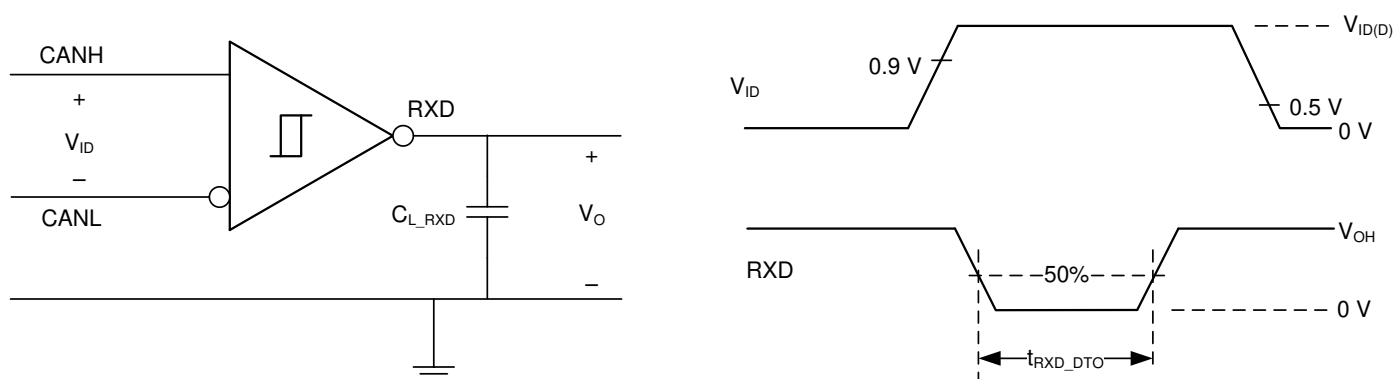 CANH
+
V_ID
–
CANL
RXD
C_L_RXD
+
V_O
–
V_ID
0.9 V
V_ID(D)
0.5 V
0 V
RXD
50%
V_OH
0 V
t_RXD_DTO